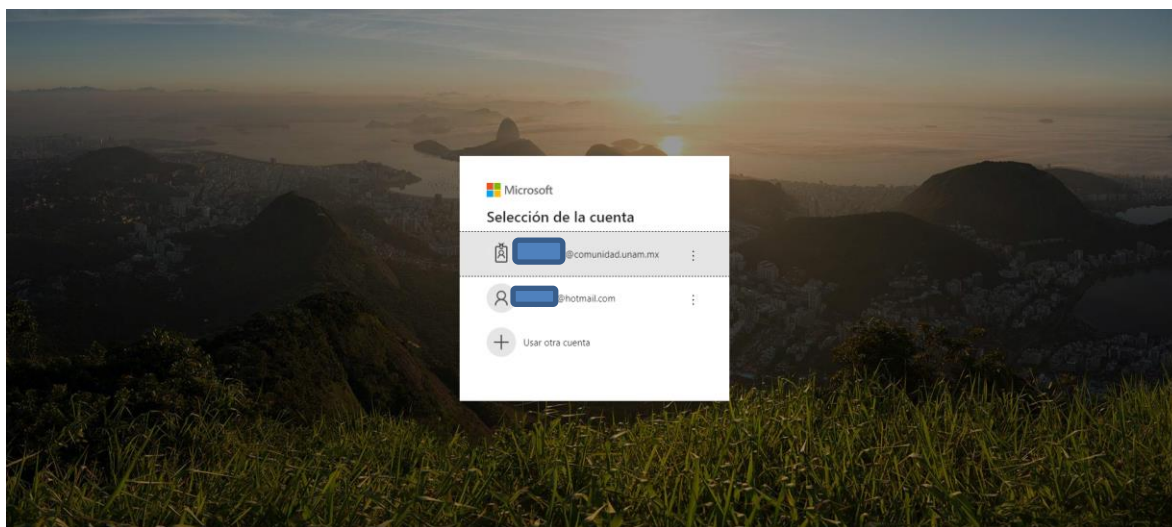 Microsoft
Selección de la cuenta
@comunidad.unam.mx
@hotmail.com
Usar otra cuenta